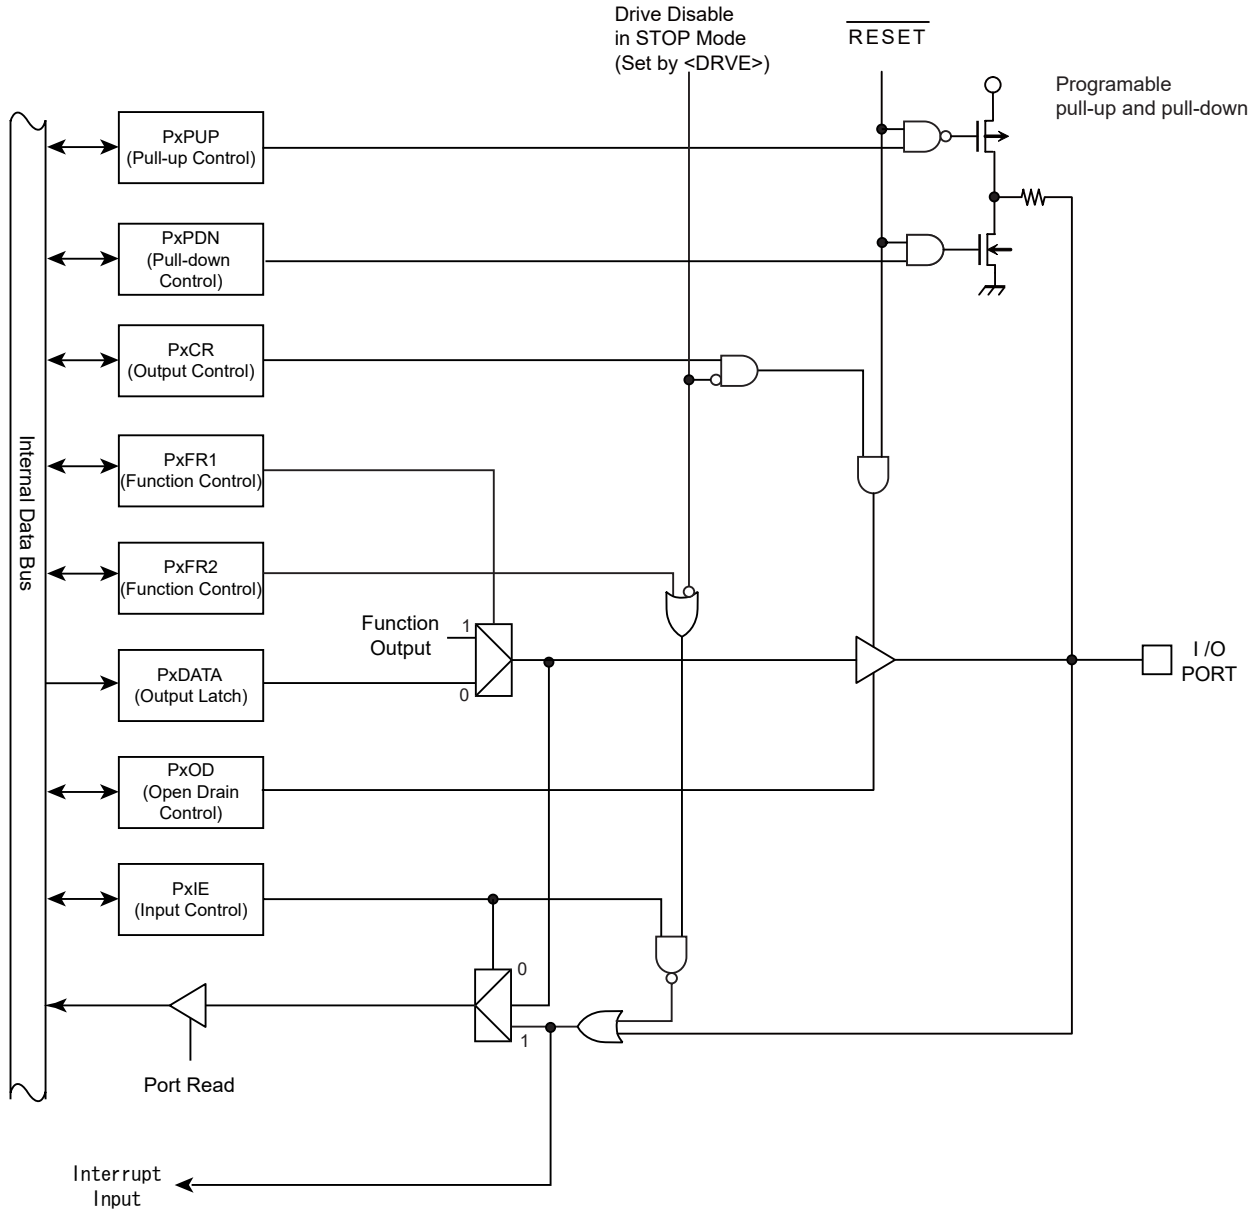 Drive Disable
in STOP Mode
(Set by <DRVE>)
RESET
Programable
pull-up and pull-down
PxPUP
(Pull-up Control)
PxPDN
(Pull-down
Control)
PxCR
(Output Control)
Internal Data Bus
PxFR1
(Function Control)
PxFR2
(Function Control)
Function
Output
1
0
I /O
PORT
PxDATA
(Output Latch)
PxOD
(Open Drain
Control)
PxIE
(Input Control)
0
1
Port Read
Interrupt
Input